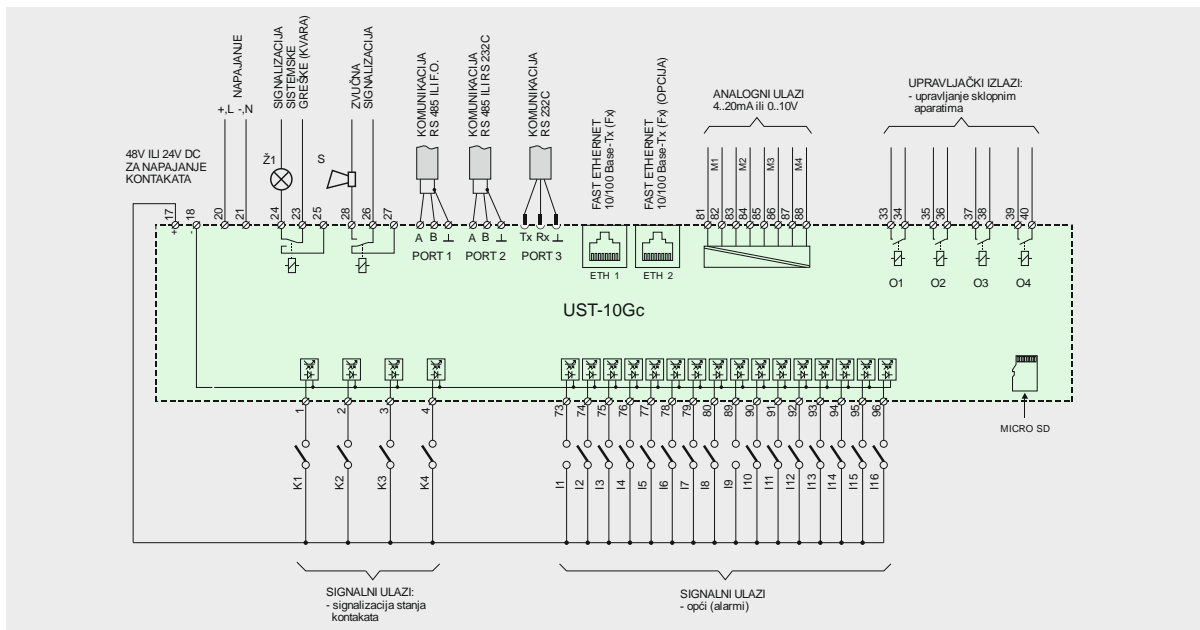 NAPAJANJE
+,L -,N
SIGNALIZACIJA
SISTEMSKE
GREŠKE (KVARA)
ZVUČNA
SIGNALIZACIJA
KOMUNIKACIJA
RS 485 ILI F.O.
KOMUNIKACIJA
RS 485 ILI RS 232C
KOMUNIKACIJA
RS 232C
FAST ETHERNET
10/100 Base-Tx (Fx)
FAST ETHERNET
10/100 Base-Tx (Fx) (OPCIJA)
ANALOGNI ULAZI
4..20mA ili 0..10V
UPRAVLJAČKI IZLAZI:
- upravljanje sklopnim
aparatima
48V ILI 24V DC
ZA NAPAJANJE
KONTAKATA
Ž1
S
M1 M2 M3 M4
17 18 20 21 24 23 25 28 26 27
81 82 83 84 85 86 87 88
33 34 35 36 37 38 39 40
+ -
A B
PORT 1
A B
PORT 2
Tx Rx
PORT 3
ETH 1
ETH 2
O1 O2 O3 O4
UST-10Gc
1 2 3 4
73 74 75 76 77 78 79 80 89 90 91 92 93 94 95 96
MICRO SD
K1 K2 K3 K4
I1 I2 I3 I4 I5 I6 I7 I8 I9 I10 I11 I12 I13 I14 I15 I16
SIGNALNI ULAZI:
- signalizacija stanja
kontakata
SIGNALNI ULAZI
- opći (alarmi)